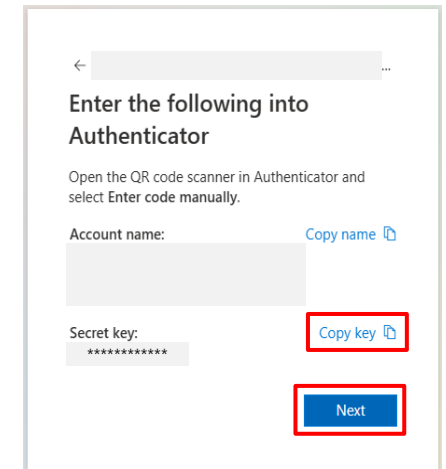 ...
Enter the following into
Authenticator
Open the QR code scanner in Authenticator and
select Enter code manually.
Account name:
Copy name
Secret key:
Copy key
************
Next